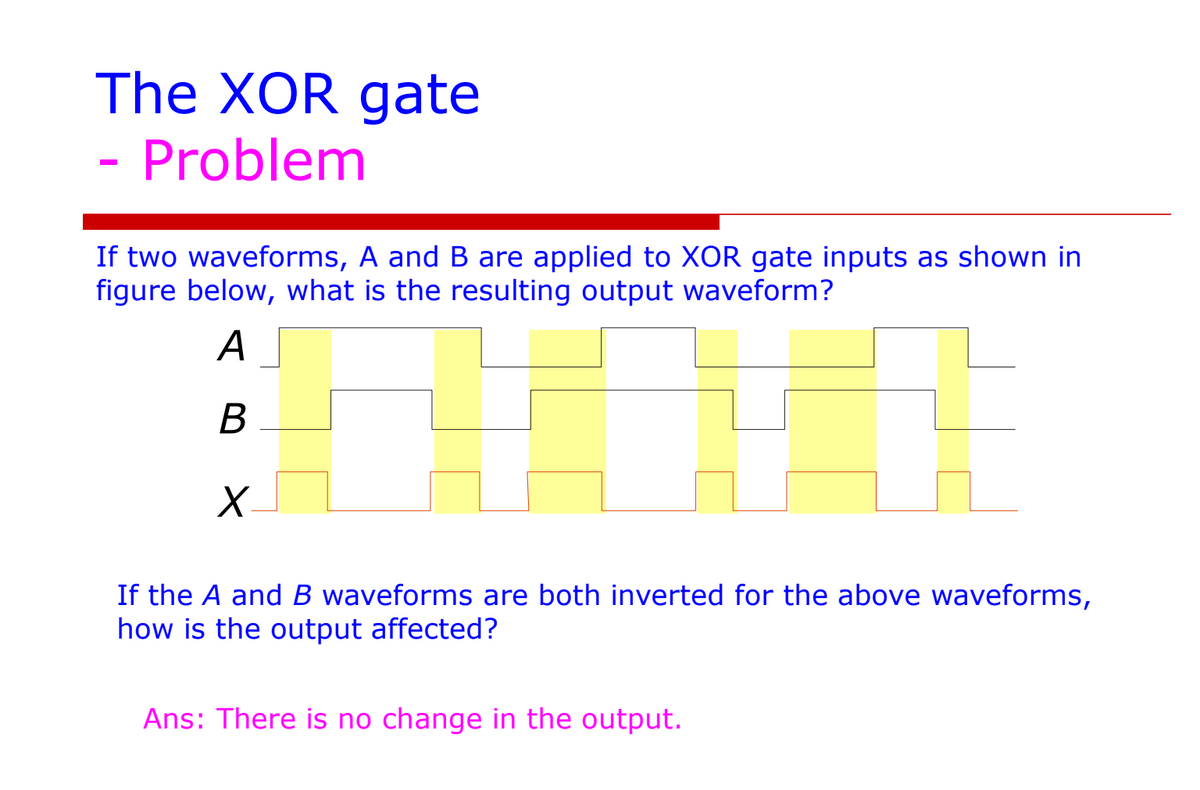 The XOR gate
- Problem
If two waveforms, A and B are applied to XOR gate inputs as shown in
figure below, what is the resulting output waveform?
A
B
X
If the A and B waveforms are both inverted for the above waveforms,
how is the output affected?
Ans: There is no change in the output.